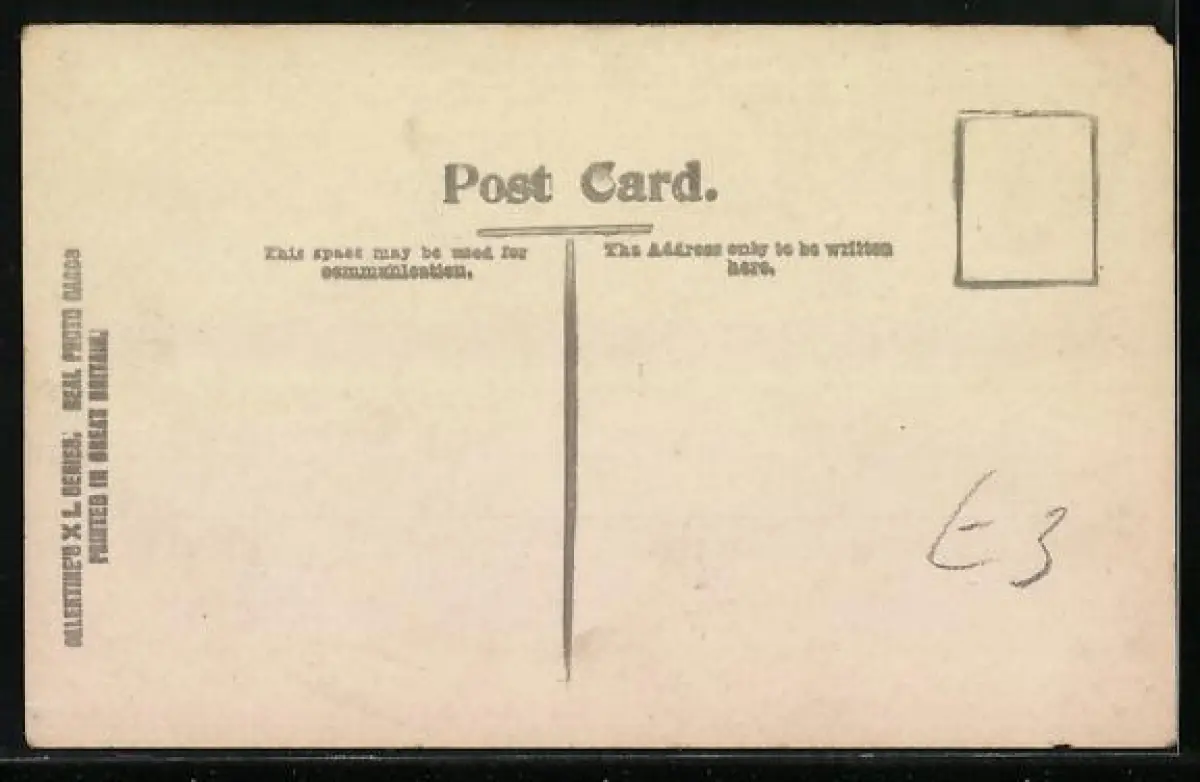 Post Card.
This space may be used for
communication.
The Address only to be written
here.
X L SERIES. REAL PHOTO CARDS
PRINTED IN GREAT BRITAIN.
E 3